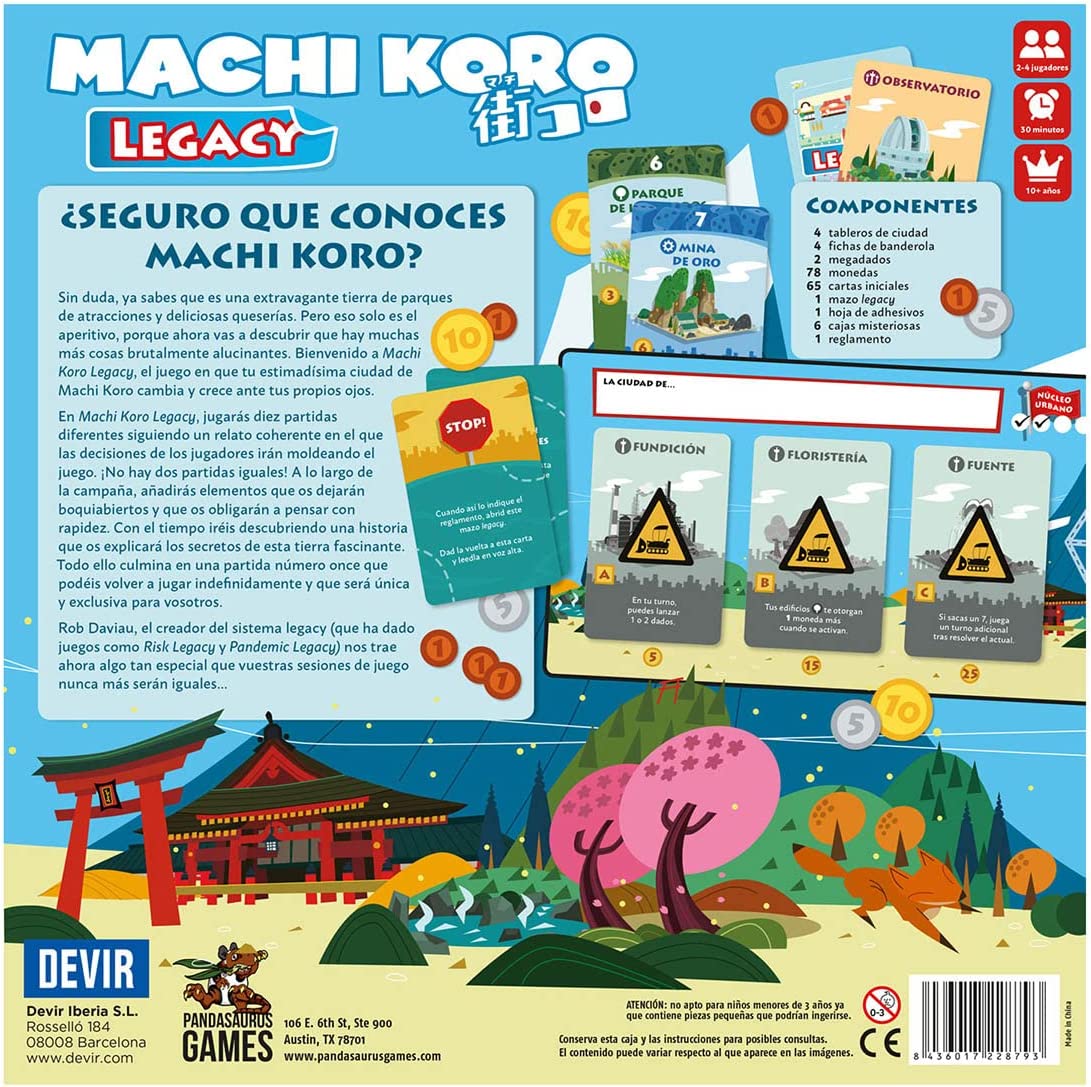 MACHI KORO
マチ
街コロ
LEGACY
2-4 jugadores
30 minutos
10+ años
¿SEGURO QUE CONOCES
MACHI KORO?
Sin duda, ya sabes que es una extravagante tierra de parques
de atracciones y deliciosas queserías. Pero eso solo es el
aperitivo, porque ahora vas a descubrir que hay muchas
más cosas brutalmente alucinantes. Bienvenido a Machi
Koro Legacy, el juego en que tu estimadísima ciudad de
Machi Koro cambia y crece ante tus propios ojos.
En Machi Koro Legacy, jugarás diez partidas
diferentes siguiendo un relato coherente en el que
las decisiones de los jugadores irán moldeando el
juego. ¡No hay dos partidas iguales! A lo largo de
la campaña, añadirás elementos que os dejarán
boquiabiertos y que os obligarán a pensar con
rapidez. Con el tiempo iréis descubriendo una historia
que os explicará los secretos de esta tierra fascinante.
Todo ello culmina en una partida número once que
podéis volver a jugar indefinidamente y que será única
y exclusiva para vosotros.
Rob Daviau, el creador del sistema legacy (que ha dado
juegos como Risk Legacy y Pandemic Legacy) nos trae
ahora algo tan especial que vuestras sesiones de juego
nunca más serán iguales...
1
LE
OBSERVATORIO
10
6
PARQUE
3
7
MINA
DE ORO
6
COMPONENTES
4 tableros de ciudad
4 fichas de banderola
2 megadados
78 monedas
65 cartas iniciales
1 mazo legacy
1 hoja de adhesivos
6 cajas misteriosas
1 reglamento
1
5
10
1
STOP!
Cuando así lo indique el
reglamento, abrid este
mazo legacy.
Dad la vuelta a esta carta
y leedla en voz alta.
5
1
1
1
LA CIUDAD DE...
NÚCLEO
URBANO
FUNDICIÓN
A
En tu turno,
puedes lanzar
1 o 2 dados.
5
FLORISTERÍA
B
Tus edificios te otorgan
1 moneda más
cuando se activan.
15
FUENTE
C
Si sacas un 7, juega
un turno adicional
tras resolver el actual.
25
5
10
DEVIR
Devir Iberia S.L.
Rosselló 184
08008 Barcelona
www.devir.com
PANDASAURUS
GAMES
106 E. 6th St, Ste 900
Austin, TX 78701
www.pandasaurusgames.com
ATENCIÓN: no apto para niños menores de 3 años ya
que contiene piezas pequeñas que podrían ingerirse.
Conserva esta caja y las instrucciones para posibles consultas.
El contenido puede variar respecto al que aparece en las imágenes.
0-3
CE
8 436017 228793
Made in China